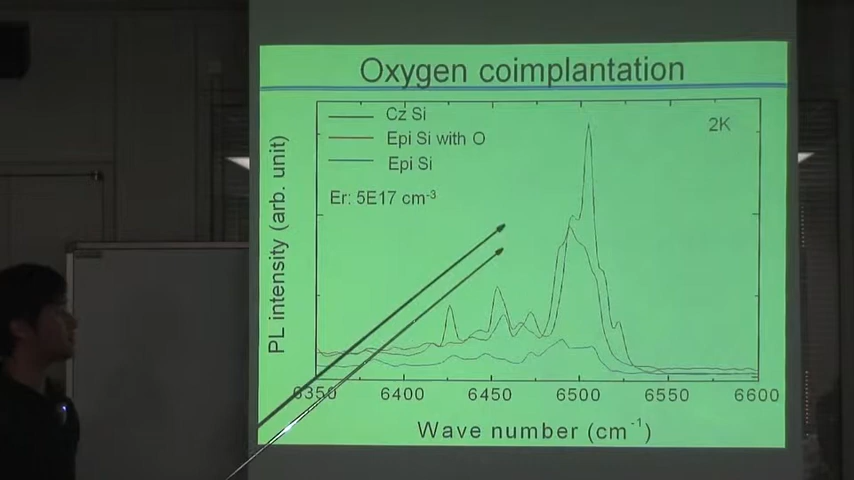 Oxygen coimplantation
Cz Si
Epi Si with O
Epi Si
2K
Er: 5E17 cm⁻³
PL intensity (arb. unit)
6350 6400 6450 6500 6550 6600
Wave number (cm⁻¹)